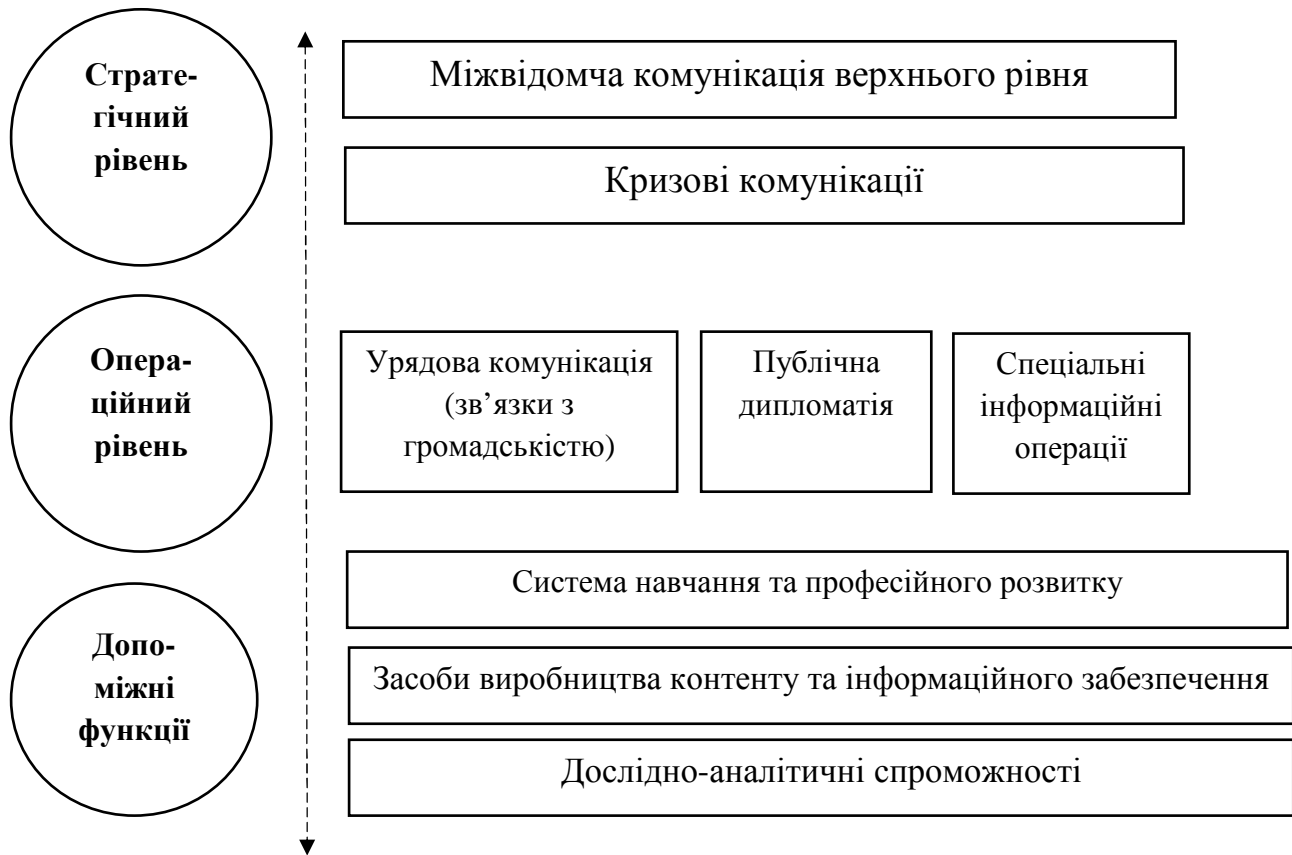 Страте-
гічний
рівень
Міжвідомча комунікація верхнього рівня
Кризові комунікації
Опера-
ційний
рівень
Урядова комунікація
(зв’язки з
громадськістю)
Публічна
дипломатія
Спеціальні
інформаційні
операції
Допо-
міжні
функції
Система навчання та професійного розвитку
Засоби виробництва контенту та інформаційного забезпечення
Дослідно-аналітичні спроможності